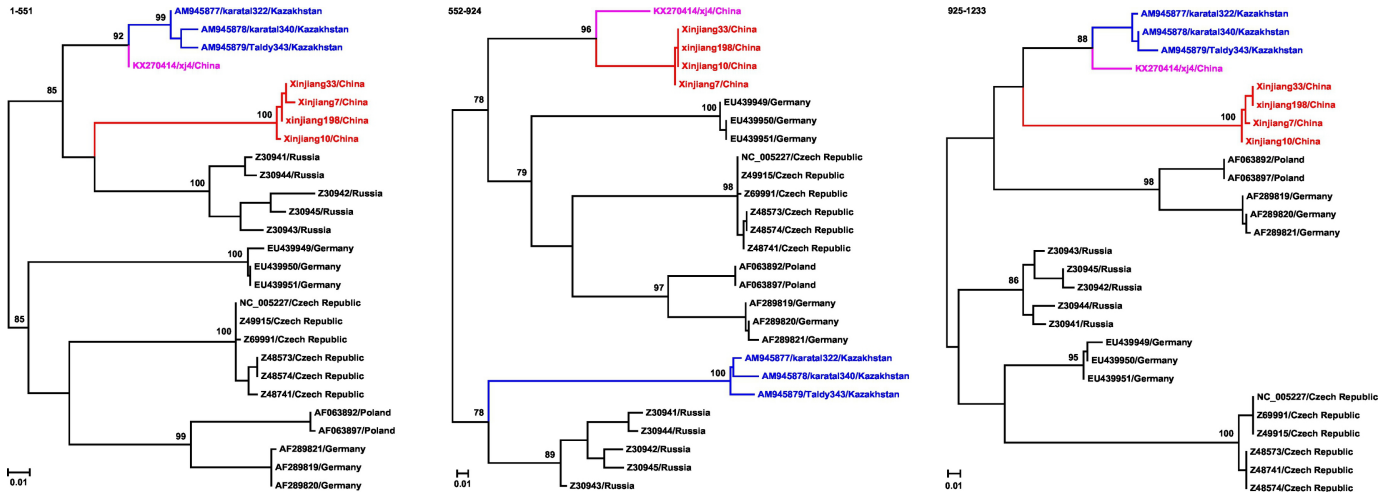 1-551
99
AM945877/karatal322/Kazakhstan
AM945878/karatal340/Kazakhstan
92
AM945879/Taldy343/Kazakhstan
KX270414/xj4/China
85
Xinjiang33/China
Xinjiang7/China
100
xinjiang198/China
Xinjiang10/China
Z30941/Russia
100
Z30944/Russia
Z30942/Russia
Z30945/Russia
Z30943/Russia
100
EU439949/Germany
EU439950/Germany
EU439951/Germany
85
NC_005227/Czech Republic
Z49915/Czech Republic
100
Z69991/Czech Republic
Z48573/Czech Republic
Z48574/Czech Republic
Z48741/Czech Republic
AF063892/Poland
99
AF063897/Poland
AF289821/Germany
AF289819/Germany
AF289820/Germany
0.01
552-924
KX270414/xj4/China
96
Xinjiang33/China
xinjiang198/China
Xinjiang10/China
Xinjiang7/China
78
100
EU439949/Germany
EU439950/Germany
EU439951/Germany
79
NC_005227/Czech Republic
Z49915/Czech Republic
98
Z69991/Czech Republic
Z48573/Czech Republic
Z48574/Czech Republic
Z48741/Czech Republic
AF063892/Poland
97
AF063897/Poland
AF289819/Germany
AF289820/Germany
AF289821/Germany
AM945877/karatal322/Kazakhstan
100
AM945878/karatal340/Kazakhstan
AM945879/Taldy343/Kazakhstan
78
Z30941/Russia
Z30944/Russia
Z30942/Russia
89
Z30945/Russia
Z30943/Russia
0.01
925-1233
AM945877/karatal322/Kazakhstan
AM945878/karatal340/Kazakhstan
88
AM945879/Taldy343/Kazakhstan
KX270414/xj4/China
Xinjiang33/China
xinjiang198/China
100
Xinjiang7/China
Xinjiang10/China
AF063892/Poland
98
AF063897/Poland
AF289819/Germany
AF289820/Germany
AF289821/Germany
Z30943/Russia
Z30945/Russia
86
Z30942/Russia
Z30944/Russia
Z30941/Russia
EU439949/Germany
95
EU439950/Germany
EU439951/Germany
NC_005227/Czech Republic
Z69991/Czech Republic
100
Z49915/Czech Republic
Z48573/Czech Republic
Z48741/Czech Republic
Z48574/Czech Republic
0.01